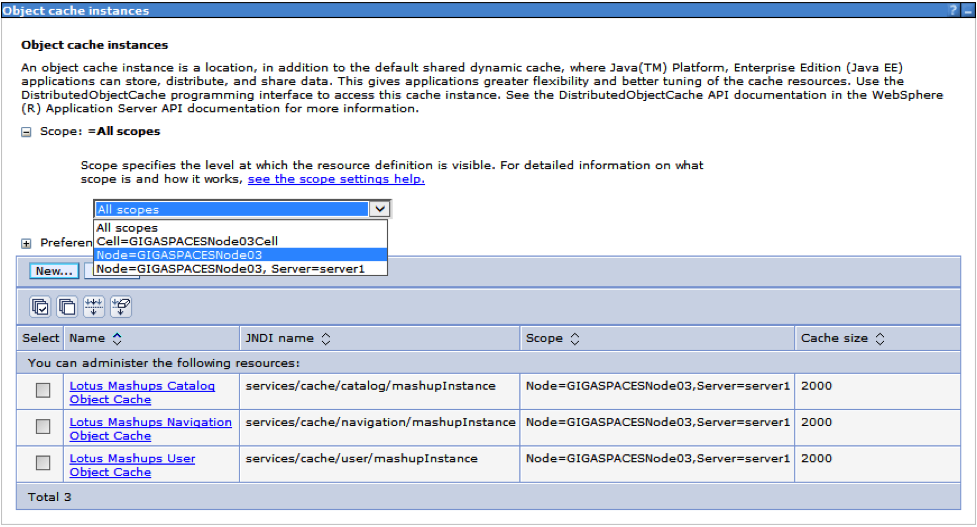 Object cache instances
? –
Object cache instances
An object cache instance is a location, in addition to the default shared dynamic cache, where Java(TM) Platform, Enterprise Edition (Java EE)
applications can store, distribute, and share data. This gives applications greater flexibility and better tuning of the cache resources. Use the
DistributedObjectCache programming interface to access this cache instance. See the DistributedObjectCache API documentation in the WebSphere
(R) Application Server API documentation for more information.
Scope: =All scopes
Scope specifies the level at which the resource definition is visible. For detailed information on what
scope is and how it works, see the scope settings help.
All scopes
All scopes
Cell=GIGASPACESNode03Cell
Node=GIGASPACESNode03
Node=GIGASPACESNode03, Server=server1
Preferen
New...
Select Name JNDI name Scope Cache size
You can administer the following resources:
Lotus Mashups Catalog
Object Cache
services/cache/catalog/mashupInstance Node=GIGASPACESNode03,Server=server1 2000
Lotus Mashups Navigation
Object Cache
services/cache/navigation/mashupInstance Node=GIGASPACESNode03,Server=server1 2000
Lotus Mashups User
Object Cache
services/cache/user/mashupInstance Node=GIGASPACESNode03,Server=server1 2000
Total 3